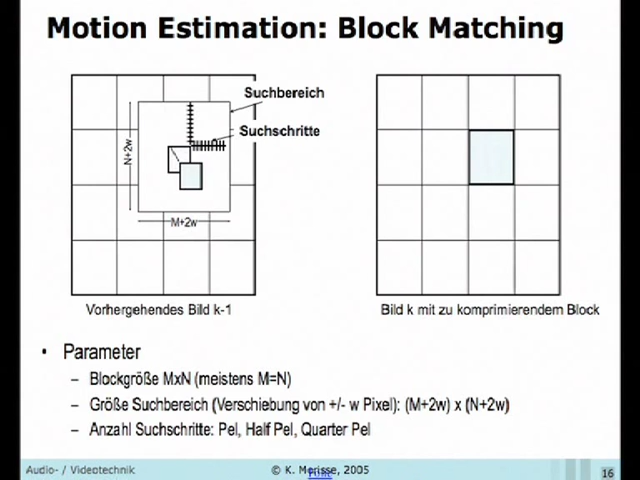 Motion Estimation: Block Matching
Suchbereich
Suchschritte
N+2w
M+2w
Vorhergehendes Bild k-1
Bild k mit zu komprimierendem Block
• Parameter
– Blockgröße MxN (meistens M=N)
– Größe Suchbereich (Verschiebung von +/- w Pixel): (M+2w) x (N+2w)
– Anzahl Suchschritte: Pel, Half Pel, Quarter Pel
Audio- / Videotechnik
© K. Morisse, 2005
16